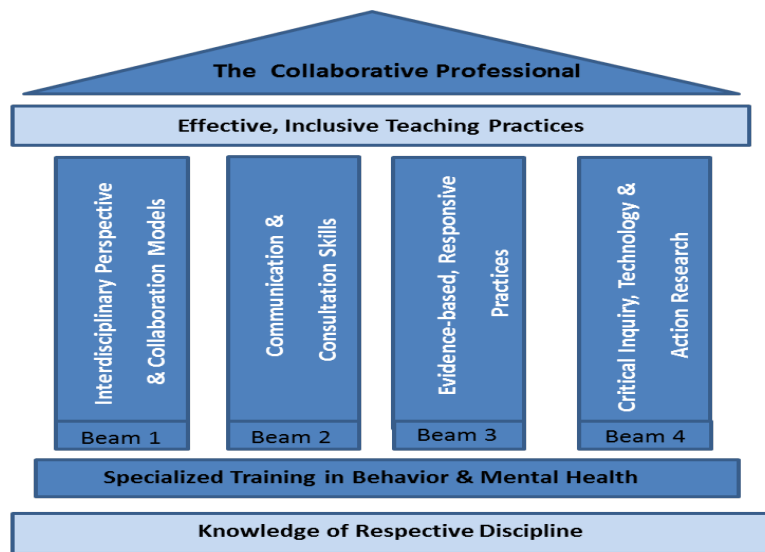 The Collaborative Professional
Effective, Inclusive Teaching Practices
Interdisciplinary Perspective
& Collaboration Models
Beam 1
Communication &
Consultation Skills
Beam 2
Evidence-based, Responsive
Practices
Beam 3
Critical Inquiry, Technology &
Action Research
Beam 4
Specialized Training in Behavior & Mental Health
Knowledge of Respective Discipline